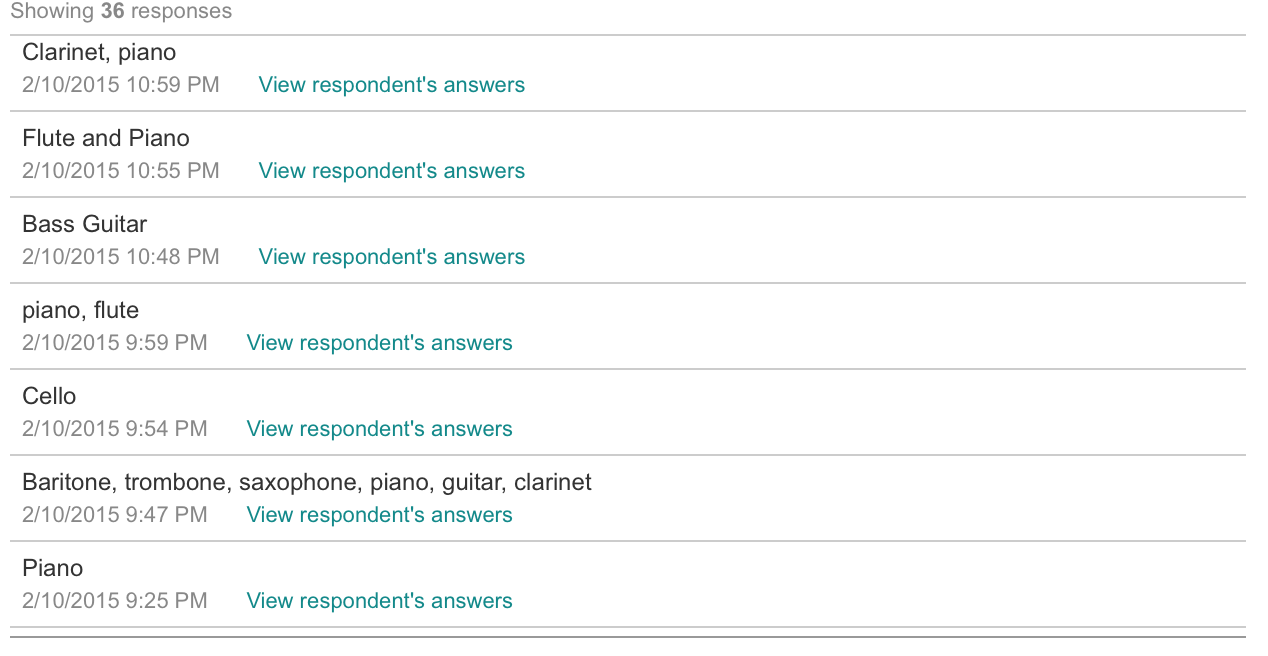 Showing 36 responses
Clarinet, piano
2/10/2015 10:59 PM View respondent's answers
Flute and Piano
2/10/2015 10:55 PM View respondent's answers
Bass Guitar
2/10/2015 10:48 PM View respondent's answers
piano, flute
2/10/2015 9:59 PM View respondent's answers
Cello
2/10/2015 9:54 PM View respondent's answers
Baritone, trombone, saxophone, piano, guitar, clarinet
2/10/2015 9:47 PM View respondent's answers
Piano
2/10/2015 9:25 PM View respondent's answers